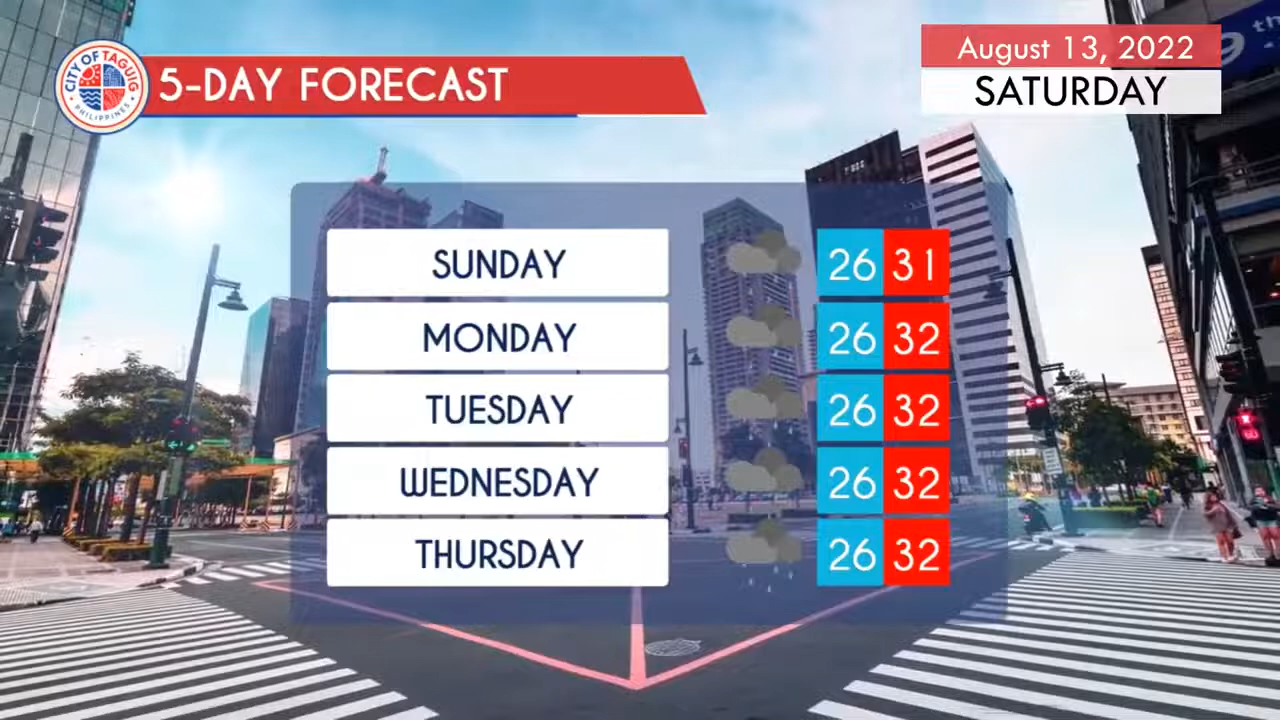 CITY OF TAGUIG
PHILIPPINES
5-DAY FORECAST
August 13, 2022
SATURDAY
SUNDAY 26 31
MONDAY 26 32
TUESDAY 26 32
WEDNESDAY 26 32
THURSDAY 26 32